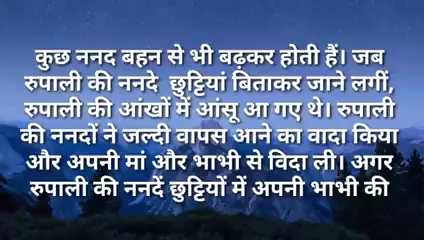 कुछ ननद बहन से भी बढ़कर होती हैं। जब
रुपाली की ननदे छुट्टियां बिताकर जाने लगीं,
रुपाली की आंखों में आंसू आ गए थे। रुपाली
की ननदों ने जल्दी वापस आने का वादा किया
और अपनी मां और भाभी से विदा ली। अगर
रुपाली की ननदें छुट्टियों में अपनी भाभी की